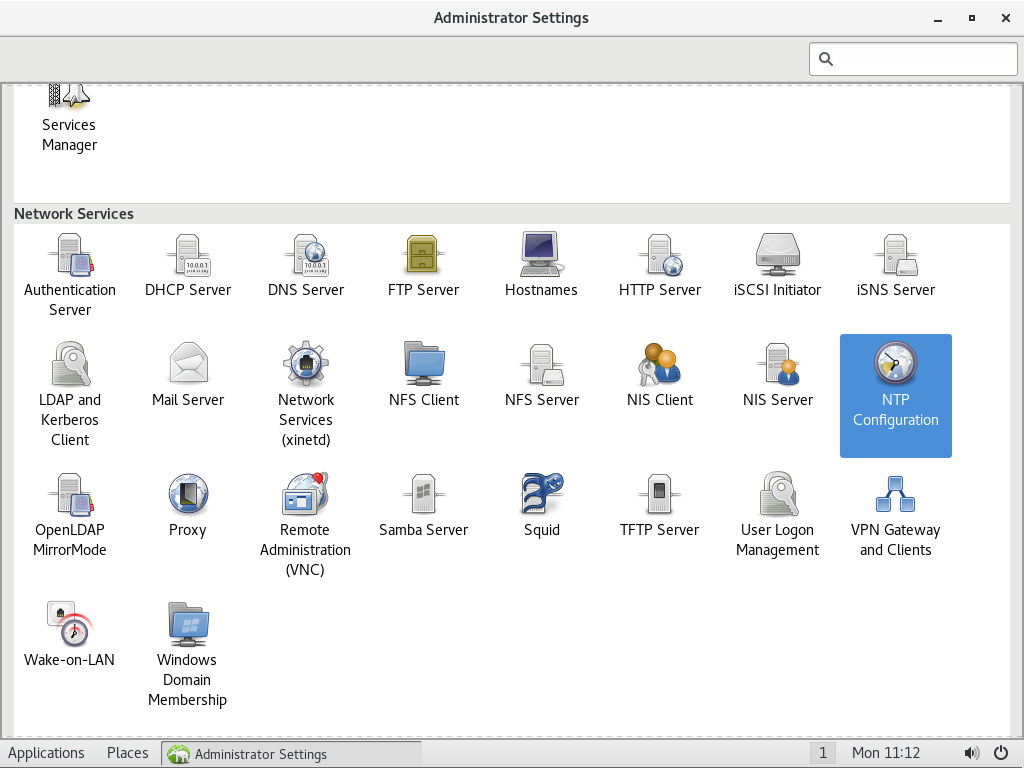 Administrator Settings
Services
Manager
Network Services
Authentication
Server
DHCP Server
DNS Server
FTP Server
Hostnames
HTTP Server
iSCSI Initiator
iSNS Server
LDAP and
Kerberos
Client
Mail Server
Network
Services
(xinetd)
NFS Client
NFS Server
NIS Client
NIS Server
NTP
Configuration
OpenLDAP
MirrorMode
Proxy
Remote
Administration
(VNC)
Samba Server
Squid
TFTP Server
User Logon
Management
VPN Gateway
and Clients
Wake-on-LAN
Windows
Domain
Membership
Applications Places Administrator Settings 1 Mon 11:12